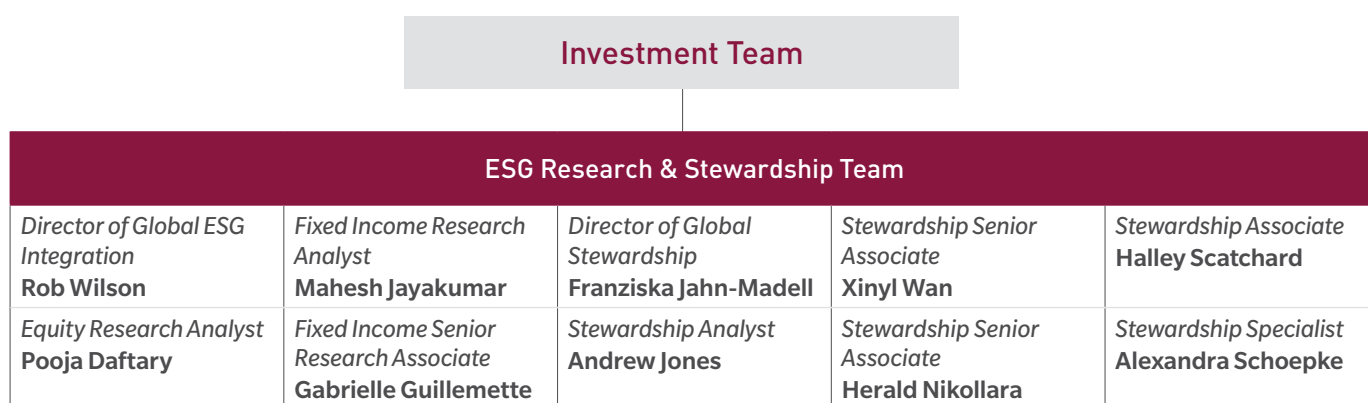 Investment Team
ESG Research & Stewardship Team
Director of Global ESG
Integration
Rob Wilson
Fixed Income Research
Analyst
Mahesh Jayakumar
Director of Global
Stewardship
Franziska Jahn-Madell
Stewardship Senior
Associate
Xinyl Wan
Stewardship Associate
Halley Scatchard
Equity Research Analyst
Pooja Daftary
Fixed Income Senior
Research Associate
Gabrielle Guillemette
Stewardship Analyst
Andrew Jones
Stewardship Senior
Associate
Herald Nikollara
Stewardship Specialist
Alexandra Schoepke